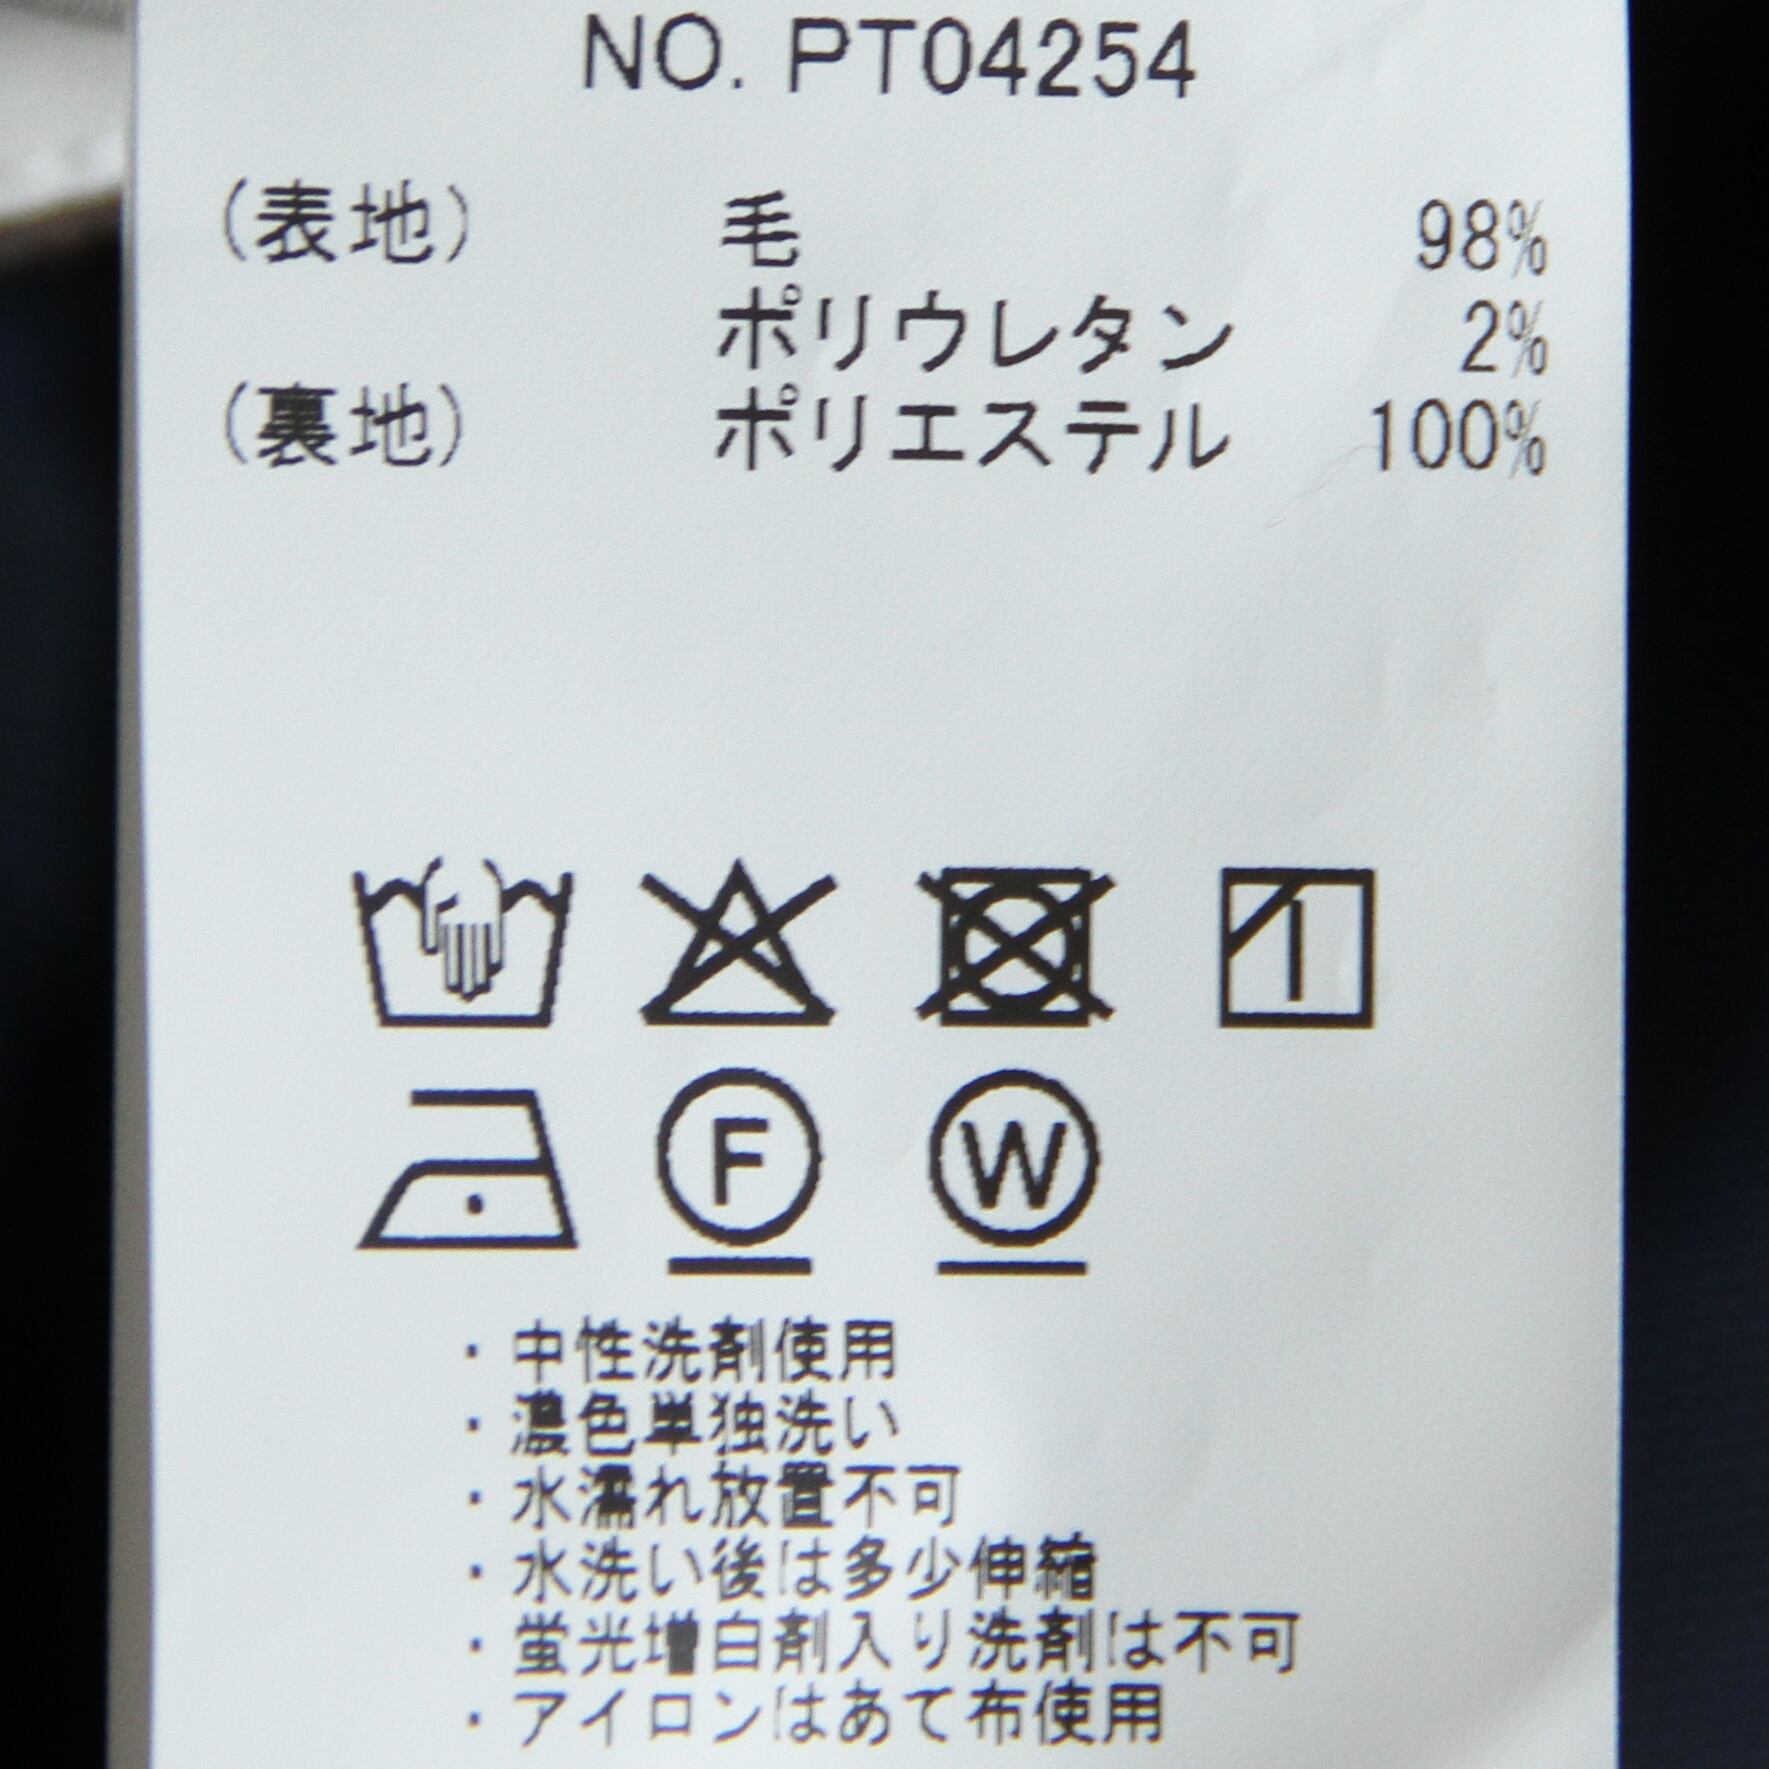 NO. PT04254
（表地） 毛 98%
ポリウレタン 2%
（裏地） ポリエステル 100%
F W
・中性洗剤使用
・濃色単独洗い
・水濡れ放置不可
・水洗い後は多少伸縮
・蛍光増白剤入り洗剤は不可
・アイロンはあて布使用